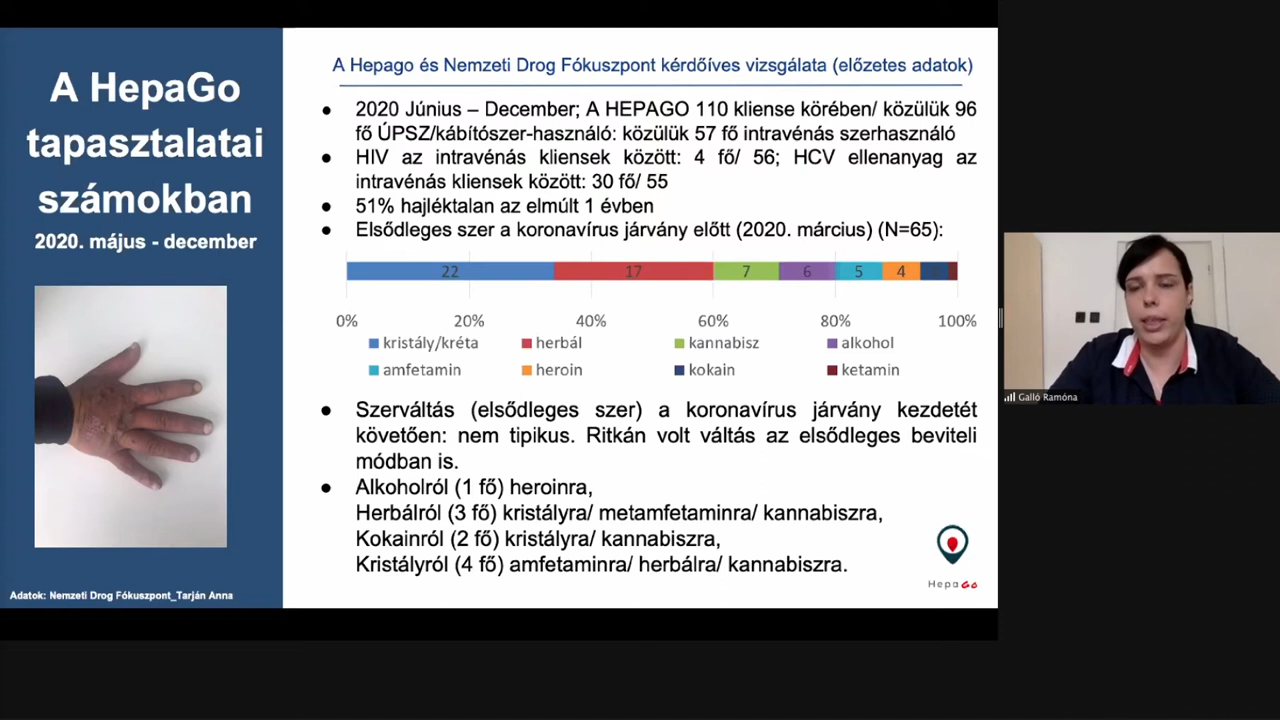 A HepaGo
tapasztalatai
számokban
2020. május - december
Adatok: Nemzeti Drog Fókuszpont_Tarján Anna
A Hepago és Nemzeti Drog Fókuszpont kérdőíves vizsgálata (előzetes adatok)
● 2020 Június – December; A HEPAGO 110 kliense körében/ közülük 96
fő ÚPSZ/kábítószer-használó: közülük 57 fő intravénás szerhasználó
● HIV az intravénás kliensek között: 4 fő/ 56; HCV ellenanyag az
intravénás kliensek között: 30 fő/ 55
● 51% hajléktalan az elmúlt 1 évben
● Elsődleges szer a koronavírus járvány előtt (2020. március) (N=65):
22 17 7 6 5 4
0% 20% 40% 60% 80% 100%
kristály/kréta herbál kannabisz alkohol
amfetamin heroin kokain ketamin
● Szerváltás (elsődleges szer) a koronavírus járvány kezdetét
követően: nem tipikus. Ritkán volt váltás az elsődleges beviteli
módban is.
● Alkoholról (1 fő) heroinra,
Herbálról (3 fő) kristályra/ metamfetaminra/ kannabiszra,
Kokainról (2 fő) kristályra/ kannabiszra,
Kristályról (4 fő) amfetaminra/ herbálra/ kannabiszra.
HepaGo
Galló Ramóna